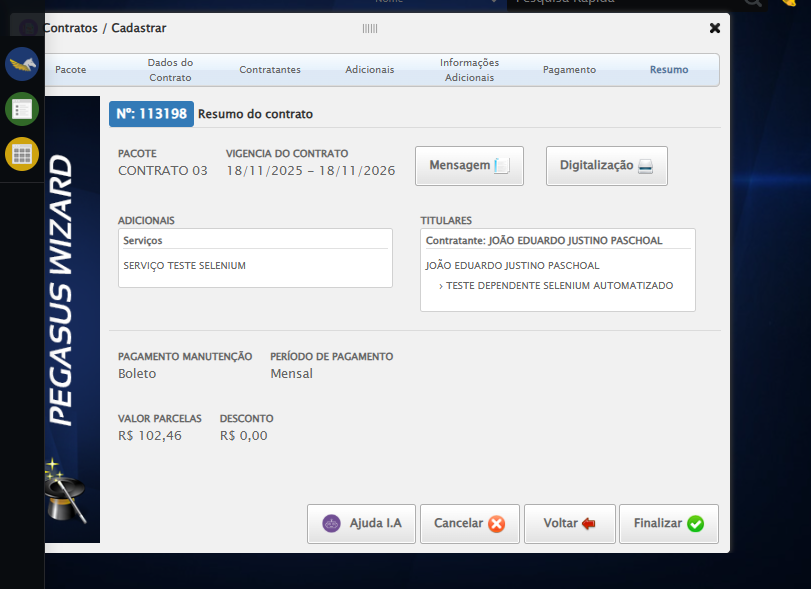 Nome
Pesquisa Rápida
Contratos / Cadastrar
Pacote
Dados do
Contrato
Contratantes
Adicionais
Informações
Adicionais
Pagamento
Resumo
PEGASUS WIZARD
Nº: 113198 Resumo do contrato
PACOTE
CONTRATO 03
VIGENCIA DO CONTRATO
18/11/2025 – 18/11/2026
Mensagem
Digitalização
ADICIONAIS
Serviços
SERVIÇO TESTE SELENIUM
TITULARES
Contratante: JOÃO EDUARDO JUSTINO PASCHOAL
JOÃO EDUARDO JUSTINO PASCHOAL
› TESTE DEPENDENTE SELENIUM AUTOMATIZADO
PAGAMENTO MANUTENÇÃO
Boleto
PERÍODO DE PAGAMENTO
Mensal
VALOR PARCELAS
R$ 102,46
DESCONTO
R$ 0,00
Ajuda I.A
Cancelar
Voltar
Finalizar